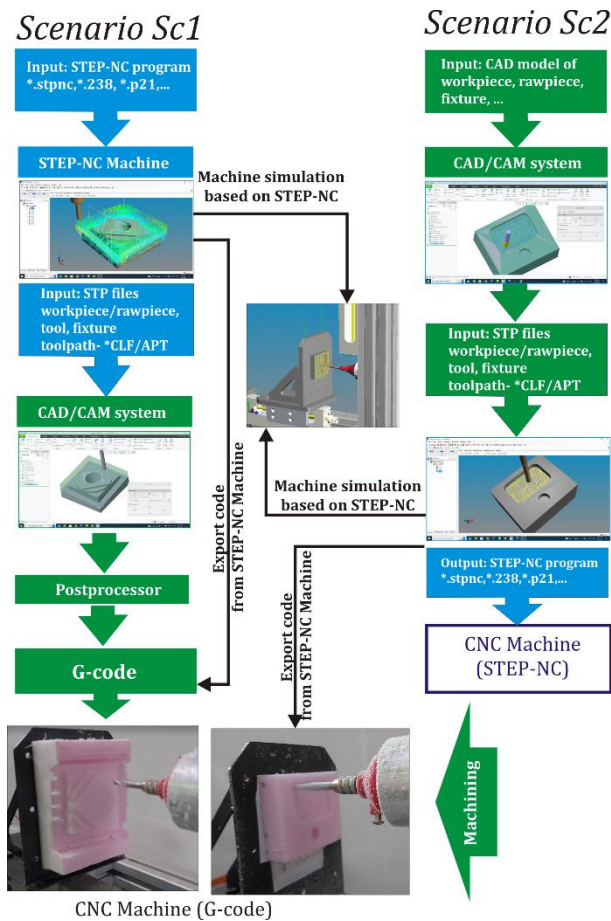 Scenario Sc1
Input: STEP-NC program
*.stpnc,*.238, *.p21,...
STEP-NC Machine
Input: STP files
workpiece/rawpiece,
tool, fixture
toolpath- *CLF/APT
CAD/CAM system
Postprocessor
G-code
Machine simulation
based on STEP-NC
Export code
from STEP-NC Machine
Machine simulation
based on STEP-NC
Export code
from STEP-NC Machine
Scenario Sc2
Input: CAD model of
workpiece, rawpiece,
fixture, ...
CAD/CAM system
Input: STP files
workpiece/rawpiece,
tool, fixture
toolpath- *CLF/APT
Output: STEP-NC program
*.stpnc,*.238,*.p21,...
CNC Machine
(STEP-NC)
Machining
CNC Machine (G-code)